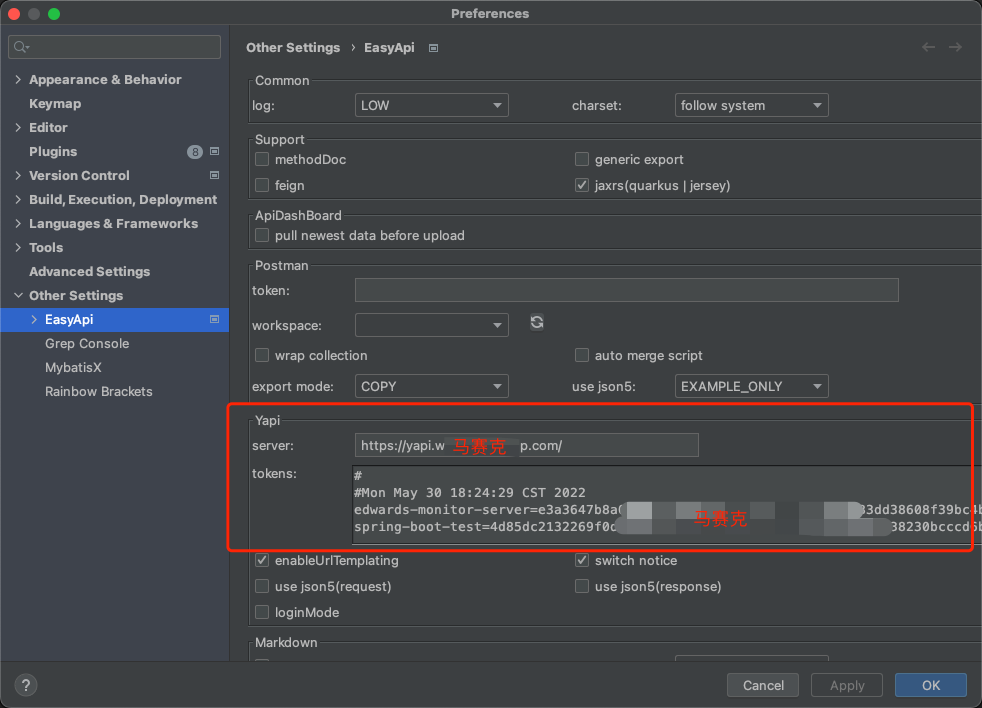 Preferences
Other Settings › EasyApi
Appearance & Behavior
Keymap
Editor
Plugins 8
Version Control
Build, Execution, Deployment
Languages & Frameworks
Tools
Advanced Settings
Other Settings
EasyApi
Grep Console
MybatisX
Rainbow Brackets
Common
log: LOW charset: follow system
Support
methodDoc generic export
feign jaxrs(quarkus | jersey)
ApiDashBoard
pull newest data before upload
Postman
token:
workspace:
wrap collection auto merge script
export mode: COPY use json5: EXAMPLE_ONLY
Yapi
server: https://yapi.w 马赛克 p.com/
tokens: #
#Mon May 30 18:24:29 CST 2022
edwards-monitor-server=e3a3647b8a 马赛克 33dd38608f39bc4b
spring-boot-test=4d85dc2132269f0c 38230bcccd6b
enableUrlTemplating switch notice
use json5(request) use json5(response)
loginMode
Markdown
? Cancel Apply OK